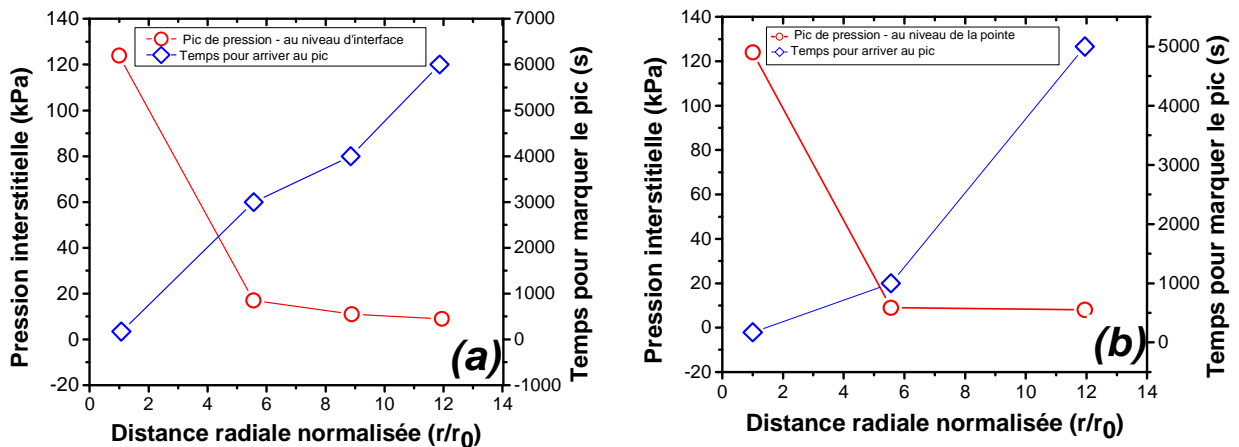 Pic de pression - au niveau d'interface
Temps pour arriver au pic
Pression interstitielle (kPa)
140
120
100
80
60
40
20
0
-20
7000
6000
5000
4000
3000
2000
1000
0
-1000
Temps pour marquer le pic (s)
(a)
0 2 4 6 8 10 12 14
Distance radiale normalisée (r/r0)
Pic de pression - au niveau de la pointe
Temps pour arriver au pic
Pression interstitielle (kPa)
140
120
100
80
60
40
20
0
-20
5000
4000
3000
2000
1000
0
Temps pour marquer le pic (s)
(b)
0 2 4 6 8 10 12 14
Distance radiale normalisée (r/r0)